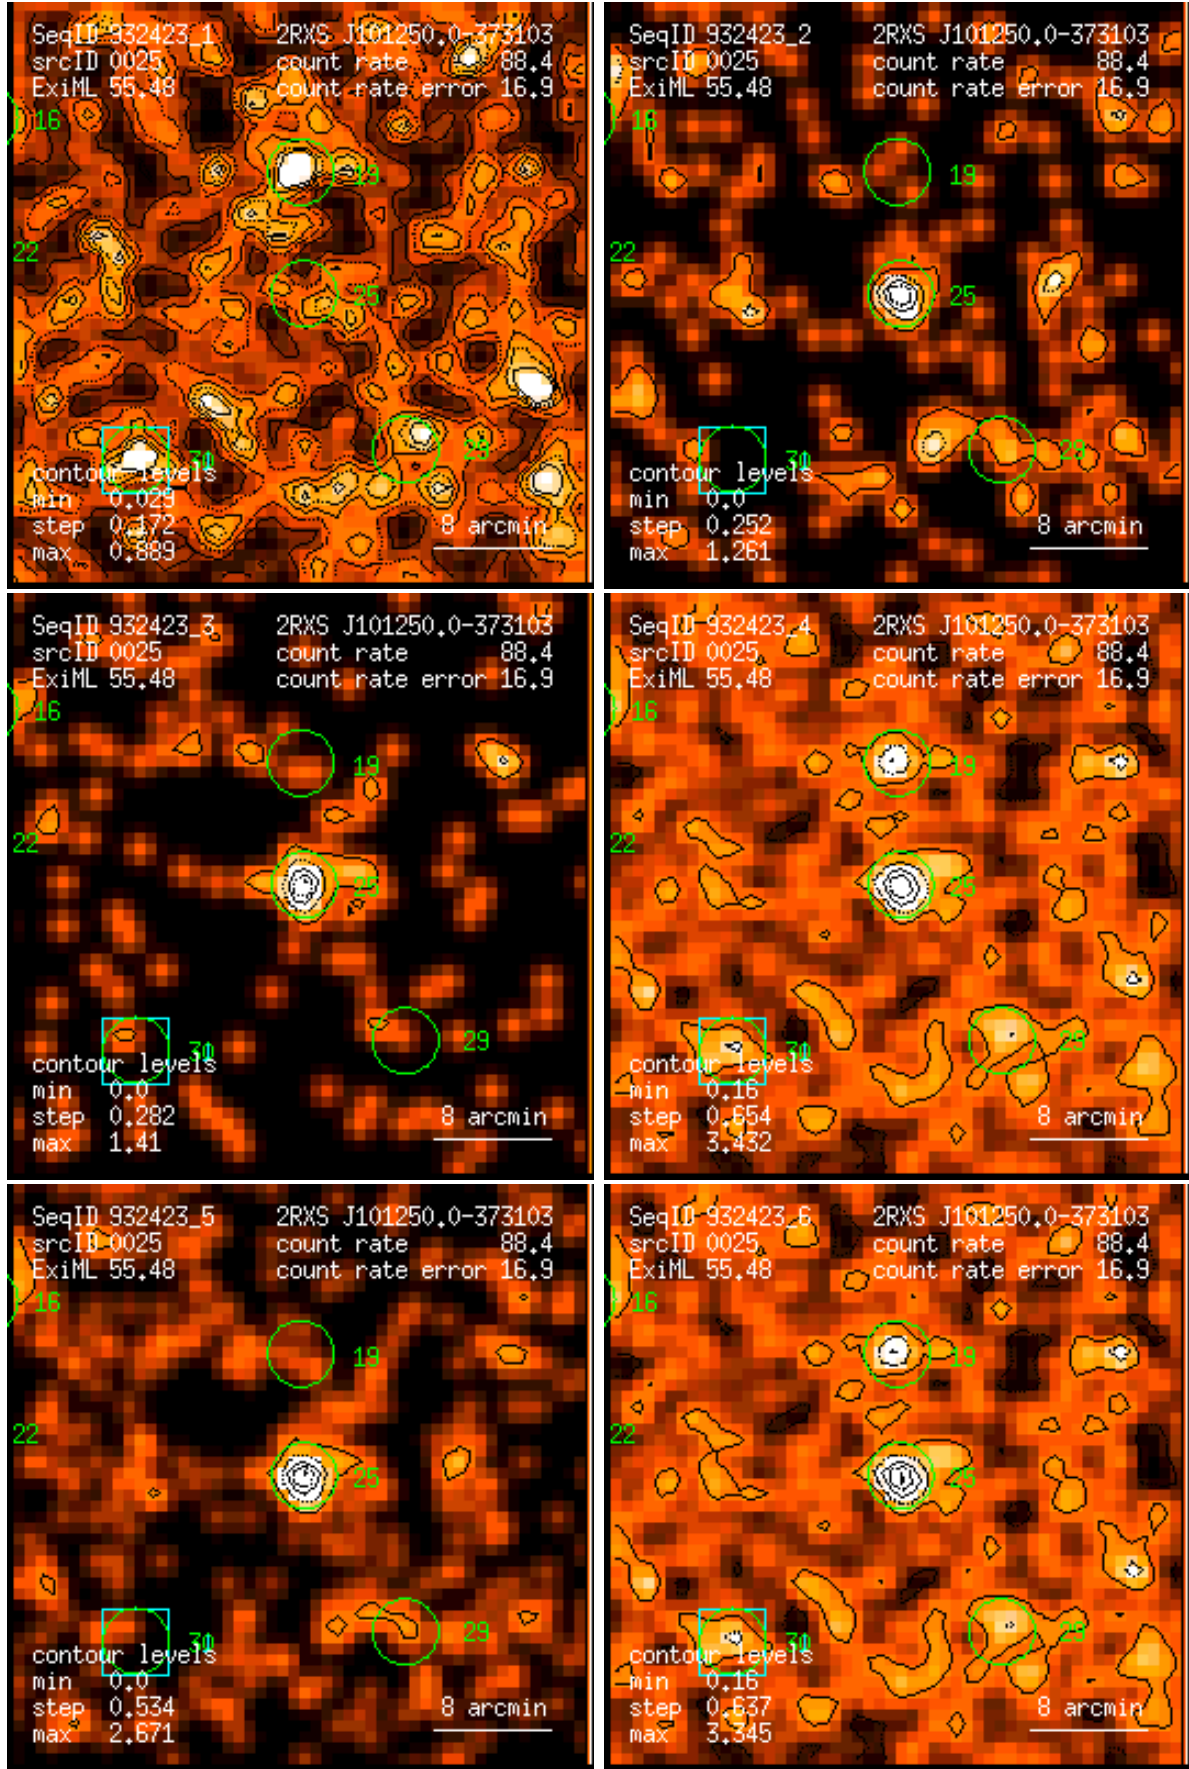 SeqID 932423_1 2RXS J101250.0-373103
srcID 0025 count rate 88.4
ExiML 55.48 count rate error 16.9
16
19
22
25
29
contour levels
min 0.029
step 0.172
max 0.889
8 arcmin
SeqID 932423_2 2RXS J101250.0-373103
srcID 0025 count rate 88.4
ExiML 55.48 count rate error 16.9
16
19
22
25
29
contour levels
min 0.0
step 0.252
max 1.261
8 arcmin
SeqID 932423_3 2RXS J101250.0-373103
srcID 0025 count rate 88.4
ExiML 55.48 count rate error 16.9
16
19
22
25
29
contour levels
min 0.0
step 0.282
max 1.41
8 arcmin
SeqID 932423_4 2RXS J101250.0-373103
srcID 0025 count rate 88.4
ExiML 55.48 count rate error 16.9
16
19
22
25
29
contour levels
min 0.16
step 0.654
max 3.432
8 arcmin
SeqID 932423_5 2RXS J101250.0-373103
srcID 0025 count rate 88.4
ExiML 55.48 count rate error 16.9
16
19
22
25
29
contour levels
min 0.0
step 0.534
max 2.671
8 arcmin
SeqID 932423_6 2RXS J101250.0-373103
srcID 0025 count rate 88.4
ExiML 55.48 count rate error 16.9
16
19
22
25
29
contour levels
min 0.16
step 0.637
max 3.345
8 arcmin